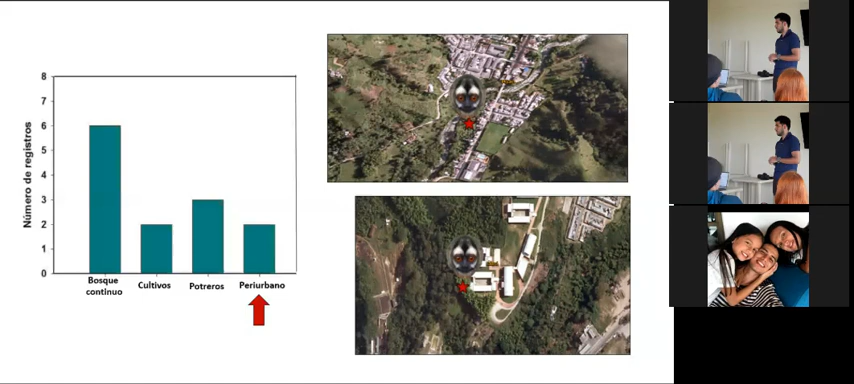 Número de registros
8
7
6
5
4
3
2
1
0
Bosque
continuo
Cultivos
Potreros
Periurbano